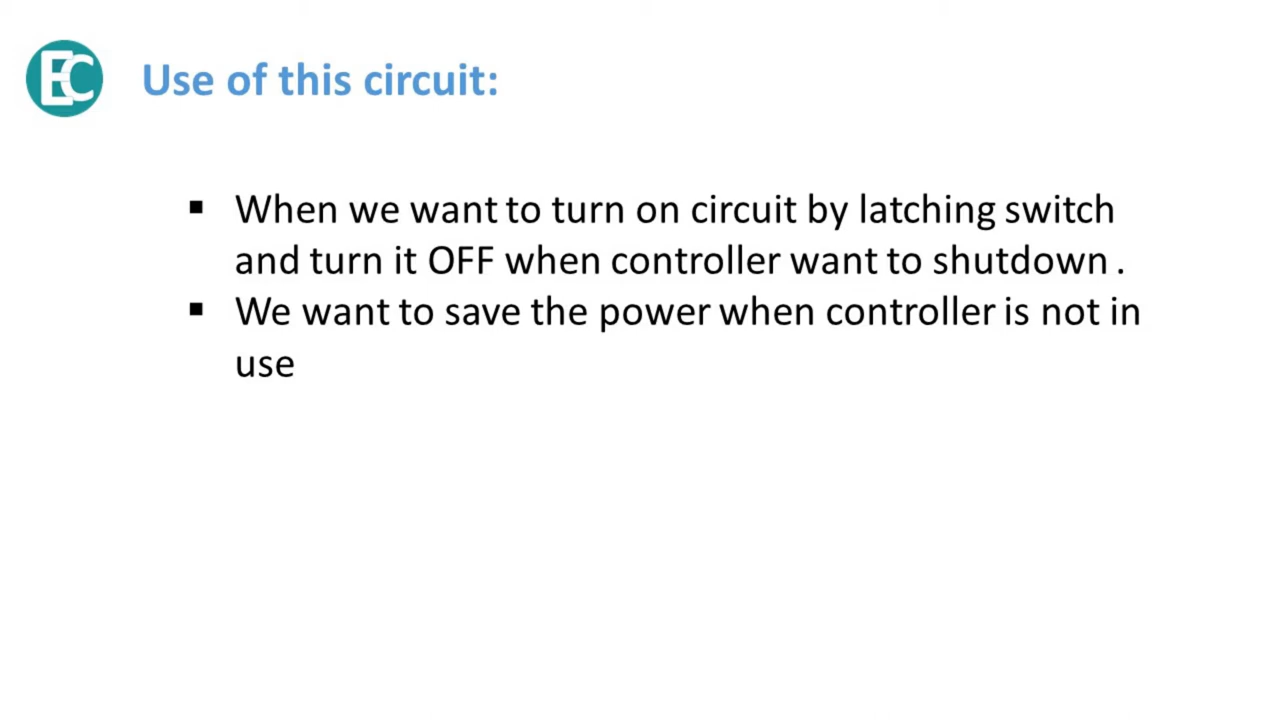 EC
Use of this circuit:
▪ When we want to turn on circuit by latching switch
and turn it OFF when controller want to shutdown .
▪ We want to save the power when controller is not in
use